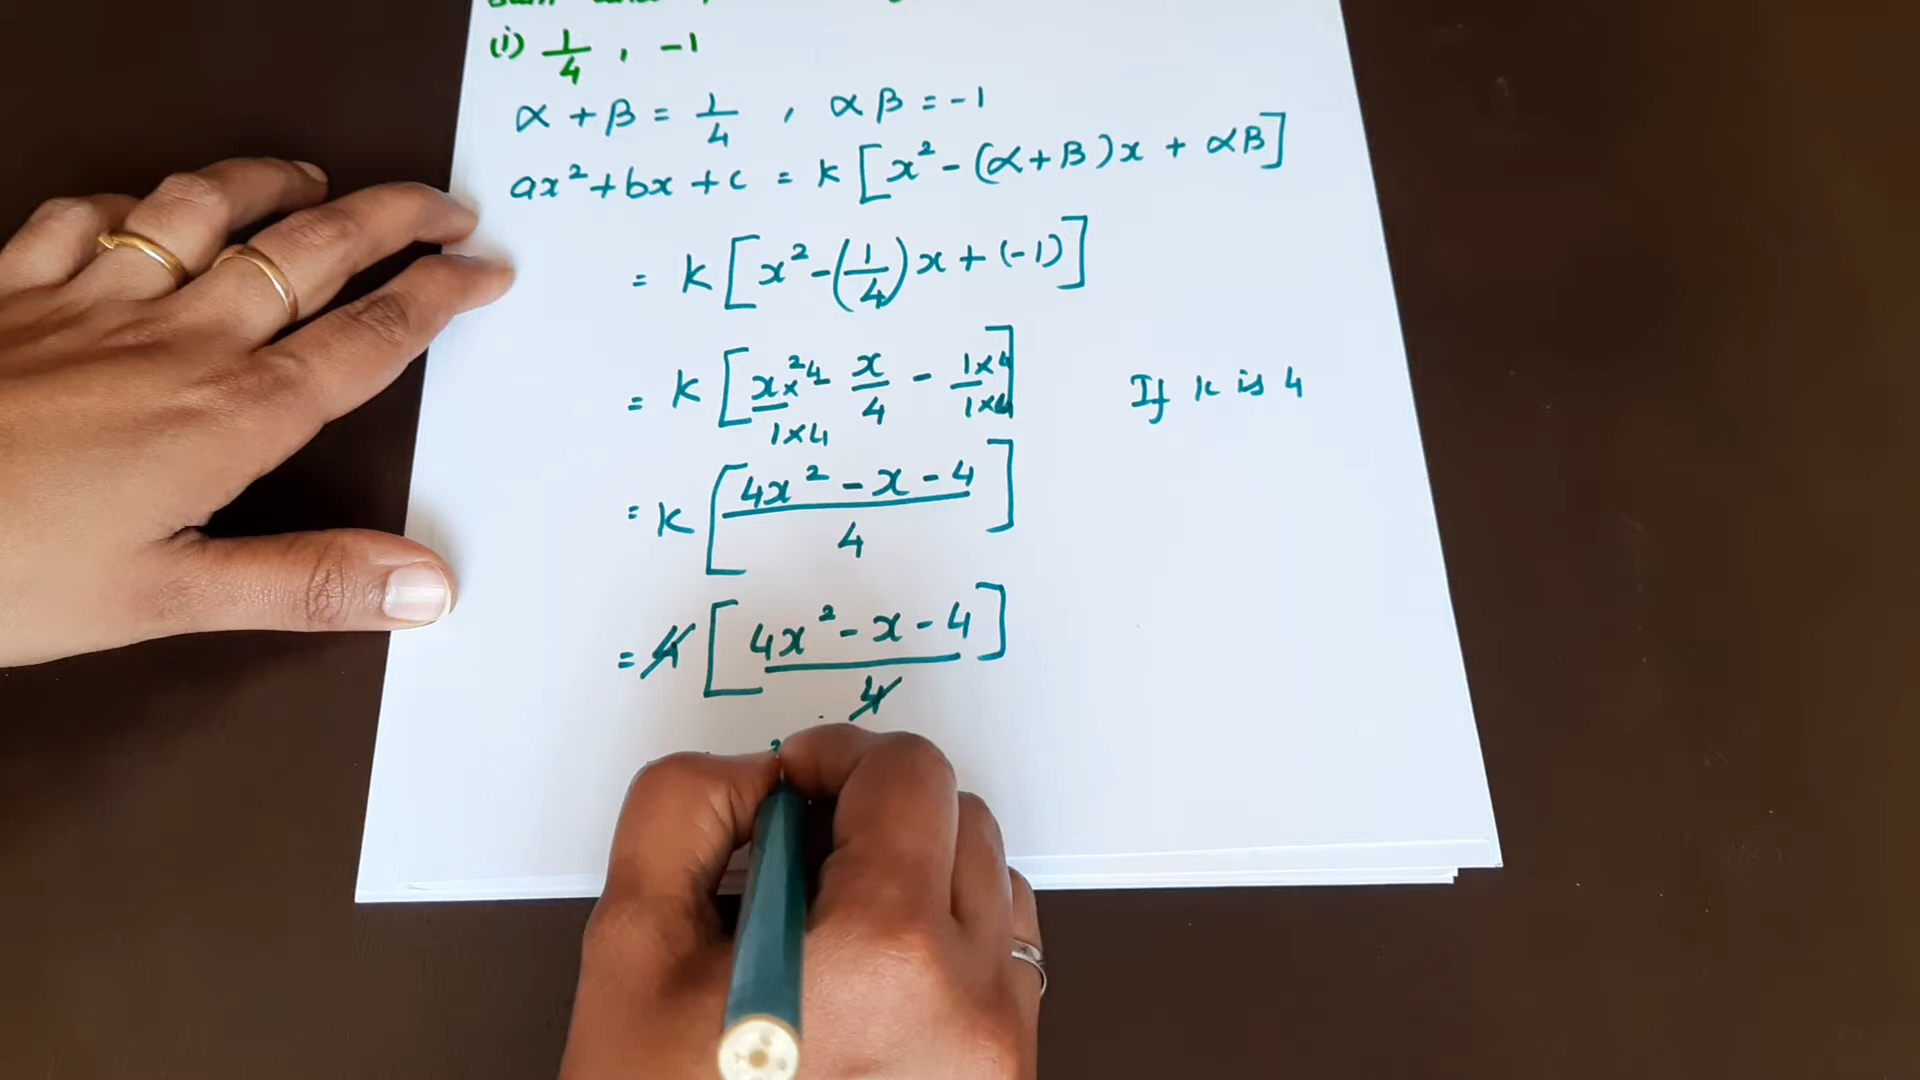 (i) 1/4 , -1
α + β = 1/4 , αβ = -1
ax² + bx + c = k [x² - (α + β)x + αβ]
= k [x² - (1/4)x + (-1)]
= k [x² × 4 / 1 × 4 - x/4 - 1 × 4 / 1 × 4]
If k is 4
= k [4x² - x - 4 / 4]
= 4 [4x² - x - 4 / 4]